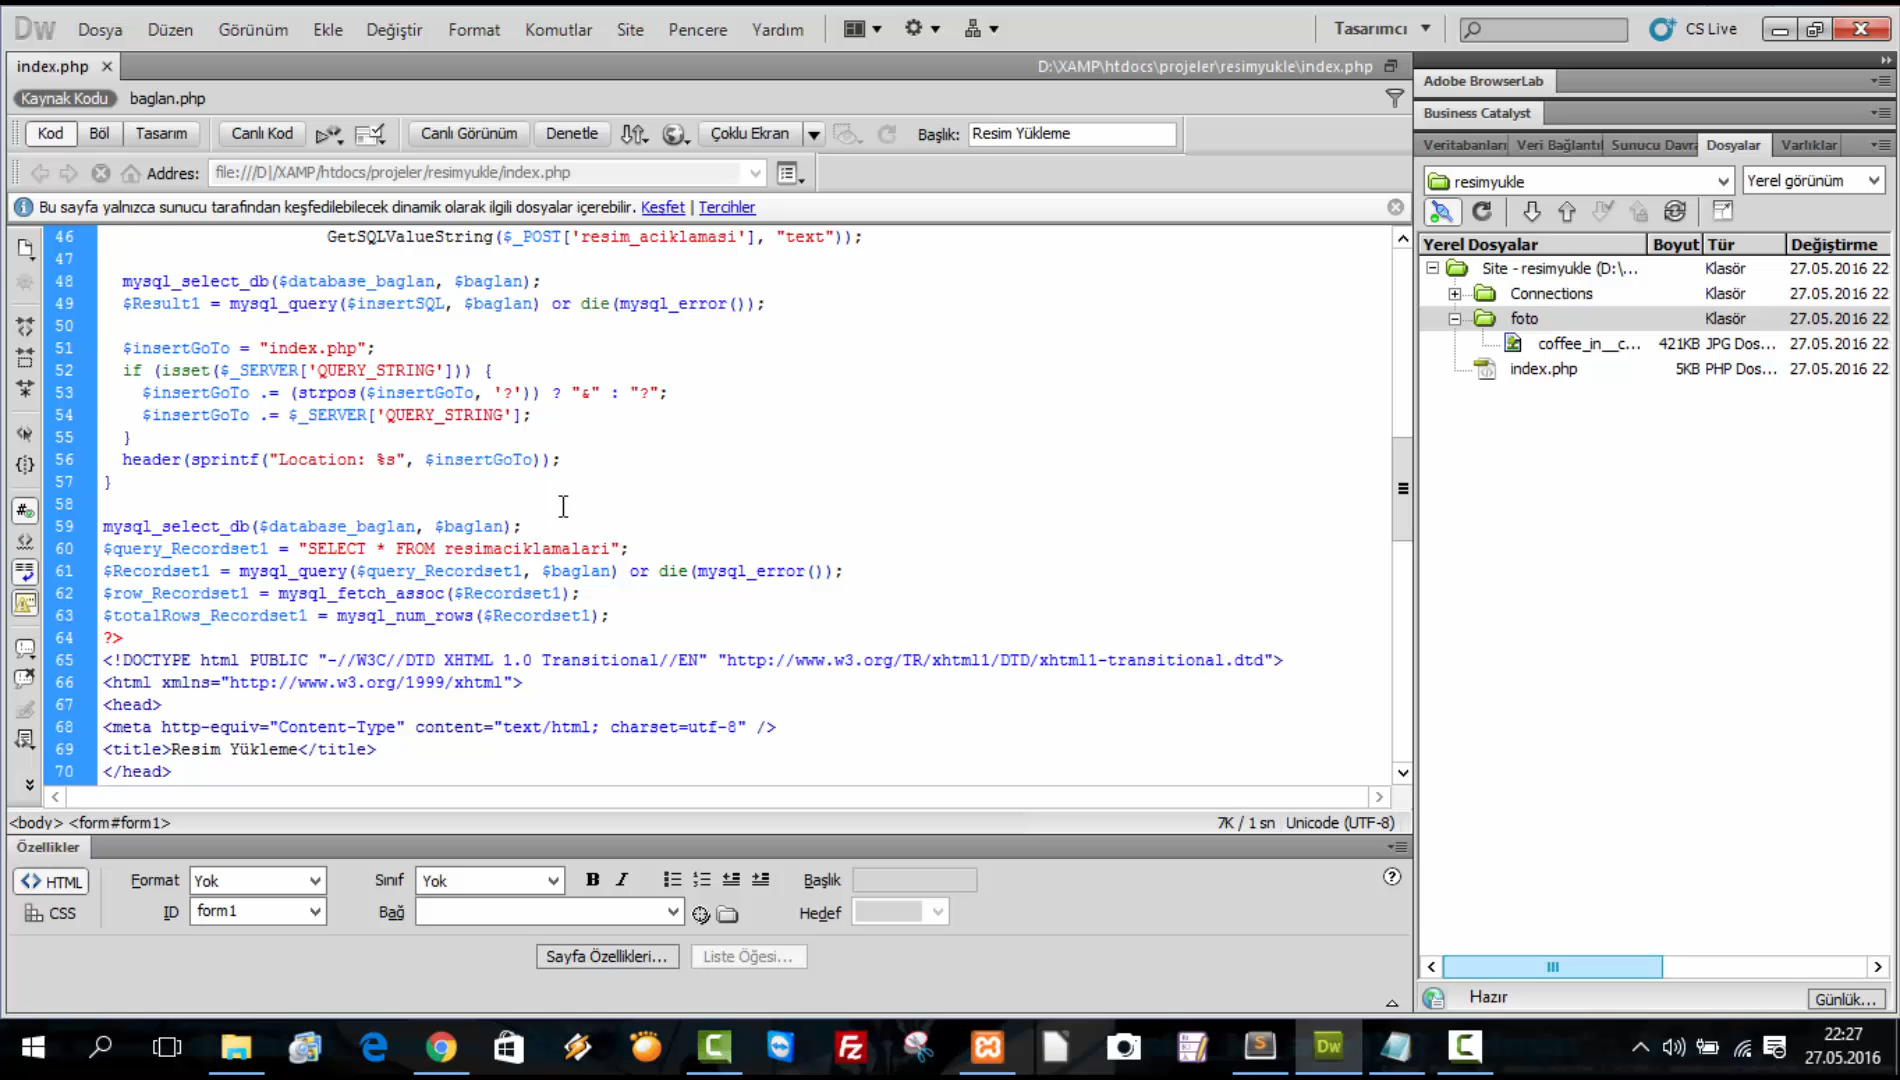 Dw Dosya Düzen Görünüm Ekle Değiştir Format Komutlar Site Pencere Yardım Tasarımcı CS Live
index.php D:\XAMP\htdocs\projeler\resimyukle\index.php
Kaynak Kodu baglan.php
Kod Böl Tasarım Canlı Kod Canlı Görünüm Denetle Çoklu Ekran Başlık: Resim Yükleme
Addres: file:///D|/XAMP/htdocs/projeler/resimyukle/index.php
Bu sayfa yalnızca sunucu tarafından keşfedilebilecek dinamik olarak ilgili dosyalar içerebilir. Keşfet | Tercihler
46 GetSQLValueString($_POST['resim_aciklamasi'], "text"));
47
48 mysql_select_db($database_baglan, $baglan);
49 $Result1 = mysql_query($insertSQL, $baglan) or die(mysql_error());
50
51 $insertGoTo = "index.php";
52 if (isset($_SERVER['QUERY_STRING'])) {
53 $insertGoTo .= (strpos($insertGoTo, '?')) ? "&" : "?";
54 $insertGoTo .= $_SERVER['QUERY_STRING'];
55 }
56 header(sprintf("Location: %s", $insertGoTo));
57 }
58
59 mysql_select_db($database_baglan, $baglan);
60 $query_Recordset1 = "SELECT * FROM resimaciklamalari";
61 $Recordset1 = mysql_query($query_Recordset1, $baglan) or die(mysql_error());
62 $row_Recordset1 = mysql_fetch_assoc($Recordset1);
63 $totalRows_Recordset1 = mysql_num_rows($Recordset1);
64 ?>
65 <!DOCTYPE html PUBLIC "-//W3C//DTD XHTML 1.0 Transitional//EN" "http://www.w3.org/TR/xhtml1/DTD/xhtml1-transitional.dtd">
66 <html xmlns="http://www.w3.org/1999/xhtml">
67 <head>
68 <meta http-equiv="Content-Type" content="text/html; charset=utf-8" />
69 <title>Resim Yükleme</title>
70 </head>
<body> <form#form1> 7K / 1 sn Unicode (UTF-8)
Özellikler
<> HTML Format Yok Sınıf Yok B I Başlık
CSS ID form1 Bağ Hedef
Sayfa Özellikleri... Liste Öğesi...
Adobe BrowserLab
Business Catalyst
Veritabanları Veri Bağlantıl Sunucu Davra Dosyalar Varlıklar
resimyukle Yerel görünüm
Yerel Dosyalar Boyut Tür Değiştirme
Site - resimyukle (D:\... Klasör 27.05.2016 22
Connections Klasör 27.05.2016 22
foto Klasör 27.05.2016 22
coffee_in__c... 421KB JPG Dos... 27.05.2016 22
index.php 5KB PHP Dos... 27.05.2016 22
Hazır Günlük...
22:27
27.05.2016